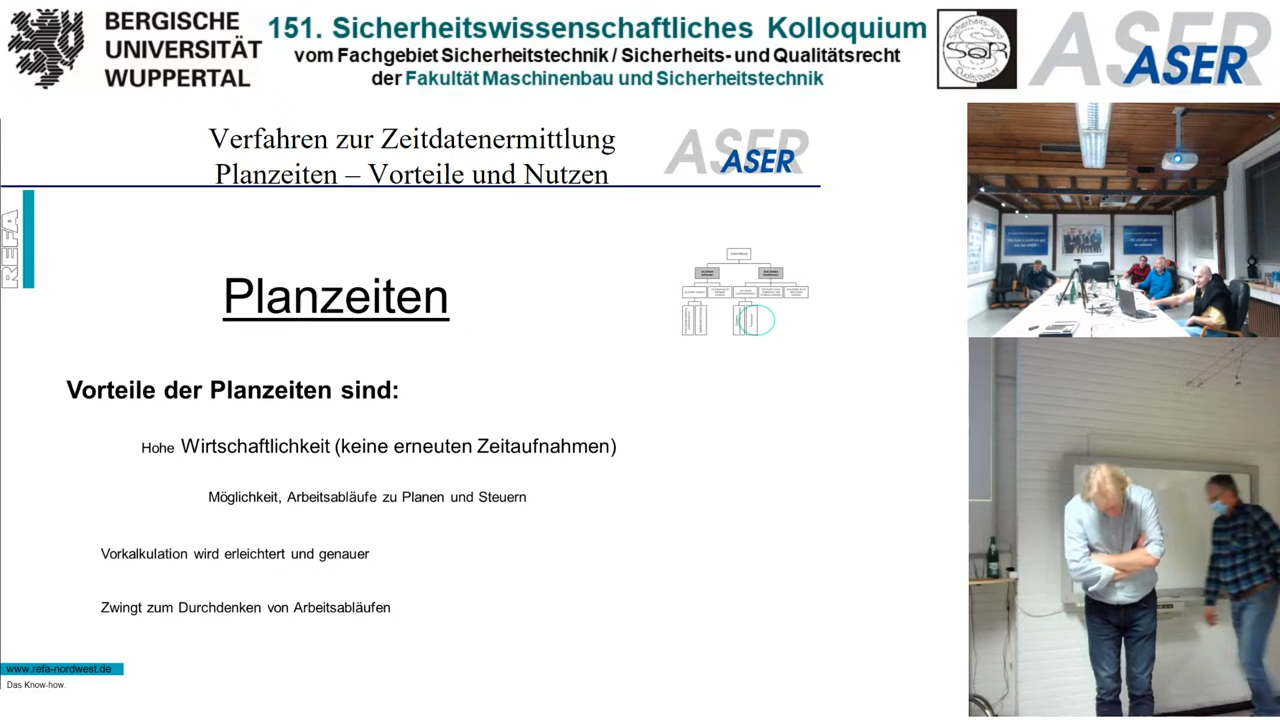 BERGISCHE
UNIVERSITÄT
WUPPERTAL
151. Sicherheitswissenschaftliches Kolloquium
vom Fachgebiet Sicherheitstechnik / Sicherheits- und Qualitätsrecht
der Fakultät Maschinenbau und Sicherheitstechnik
SQR
ASER
ASER
Verfahren zur Zeitdatenermittlung
Planzeiten – Vorteile und Nutzen
ASER
ASER
REFA
Planzeiten
Vorteile der Planzeiten sind:
Hohe Wirtschaftlichkeit (keine erneuten Zeitaufnahmen)
Möglichkeit, Arbeitsabläufe zu Planen und Steuern
Vorkalkulation wird erleichtert und genauer
Zwingt zum Durchdenken von Arbeitsabläufen
www.refa-nordwest.de
Das Know-how.